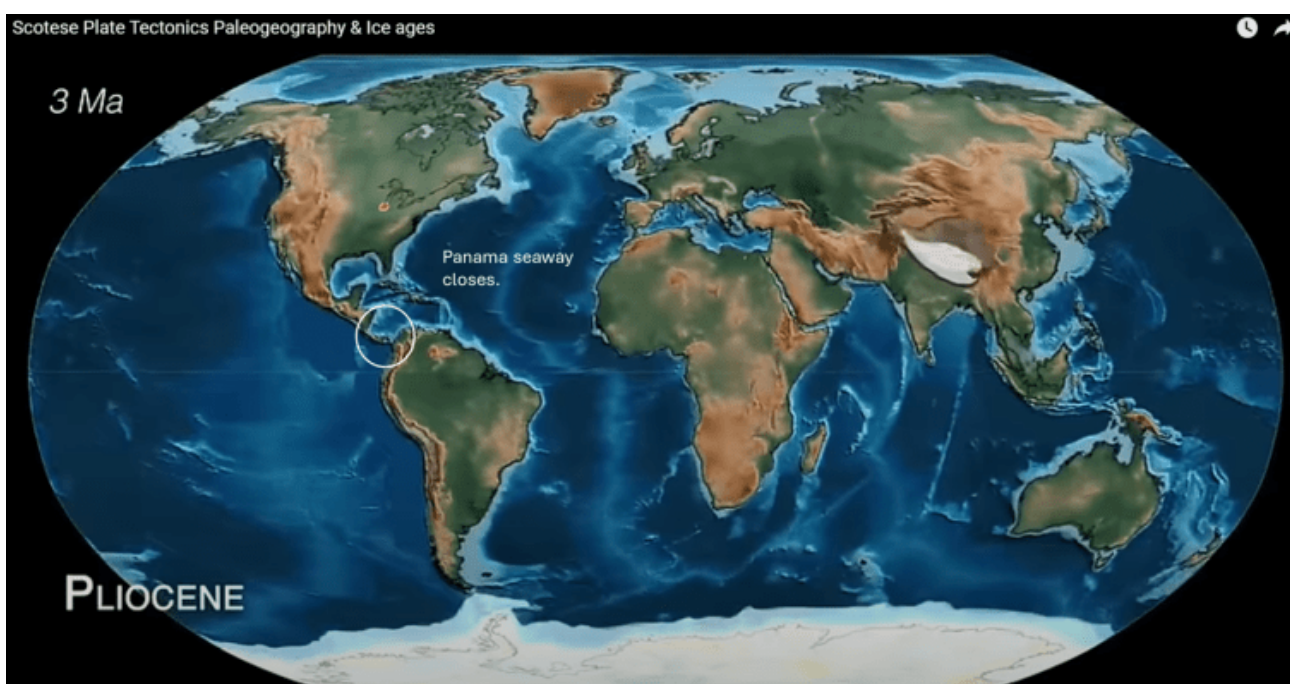 Scotese Plate Tectonics Paleogeography & Ice ages
3 Ma
Panama seaway
closes.
PLIOCENE